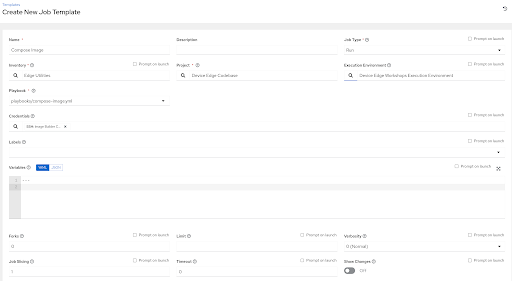 Templates
Create New Job Template
Name *
Description
Job Type *
Prompt on launch
Compose Image
Run
Inventory *
Prompt on launch
Project *
Execution Environment
Prompt on launch
Edge Utilities
Device Edge Codebase
Device Edge Workshops Execution Environment
Playbook *
playbooks/compose-image.yml
Credentials
Prompt on launch
SSH: Image Builder C...
Labels
Prompt on launch
Variables
YAML
JSON
Prompt on launch
1 ---
2
Forks
Prompt on launch
Limit
Prompt on launch
Verbosity
Prompt on launch
0
0 (Normal)
Job Slicing
Prompt on launch
Timeout
Prompt on launch
Show Changes
Prompt on launch
1
0
Off